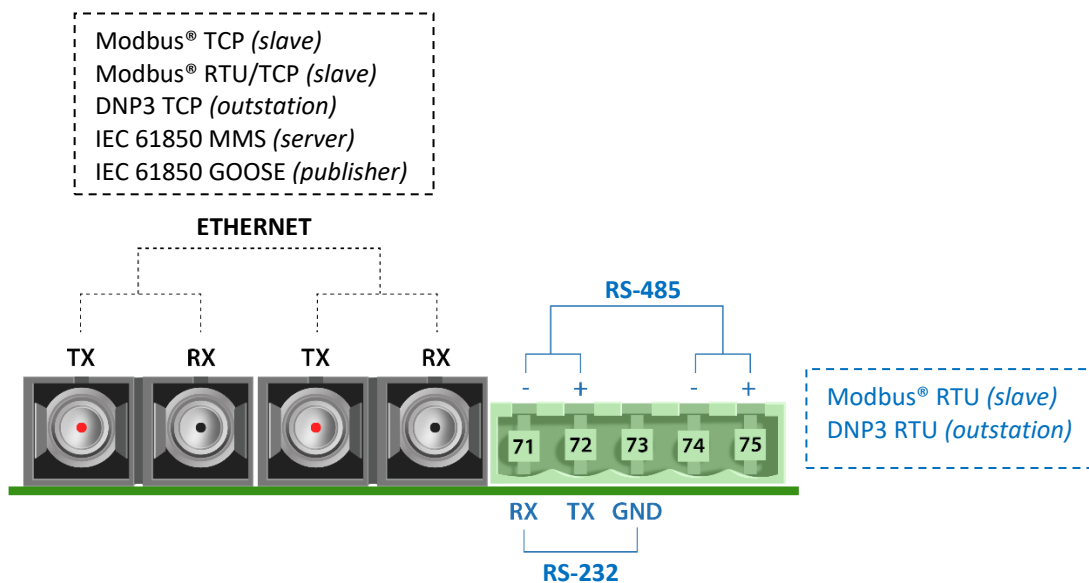 Modbus® TCP (slave)
Modbus® RTU/TCP (slave)
DNP3 TCP (outstation)
IEC 61850 MMS (server)
IEC 61850 GOOSE (publisher)
ETHERNET
TX RX TX RX
RS-485
- + - +
71 72 73 74 75
Modbus® RTU (slave)
DNP3 RTU (outstation)
RX TX GND
RS-232